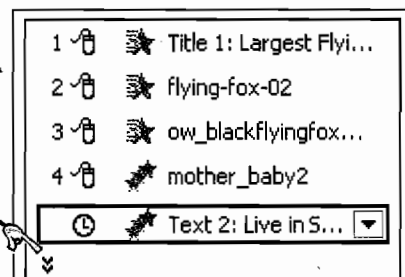 1 Title 1: Largest Flyi...
2 flying-fox-02
3 ow_blackflyingfox...
4 mother_baby2
Text 2: Live in S...